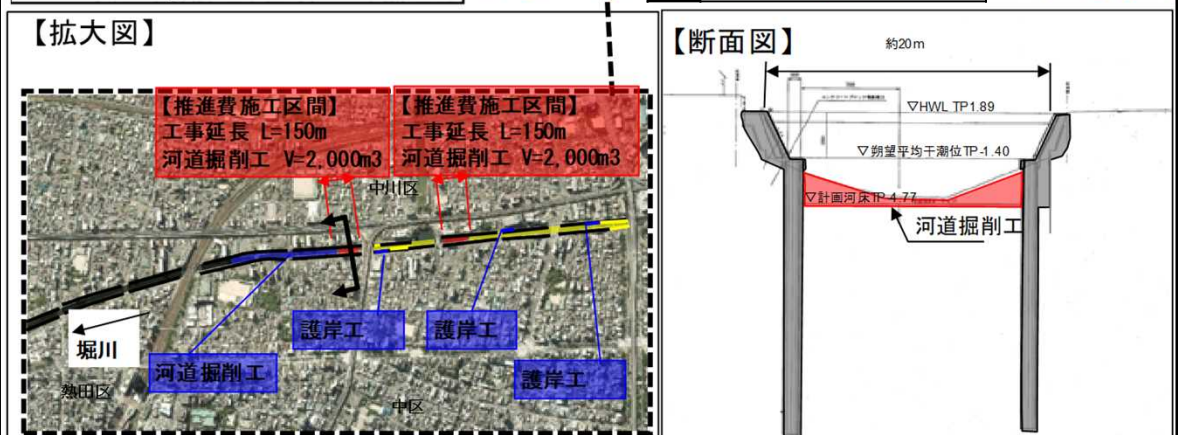 【拡大図】
【推進費施工区間】
工事延長 L=150m
河道掘削工 V=2,000m3
【推進費施工区間】
工事延長 L=150m
河道掘削工 V=2,000m3
中川区
護岸工
護岸工
護岸工
河道掘削工
堀川
熱田区
中区
【断面図】
約20m
▽HWL TP1.89
▽朔望平均干潮位TP-1.40
▽計画河床TP-4.77
河道掘削工